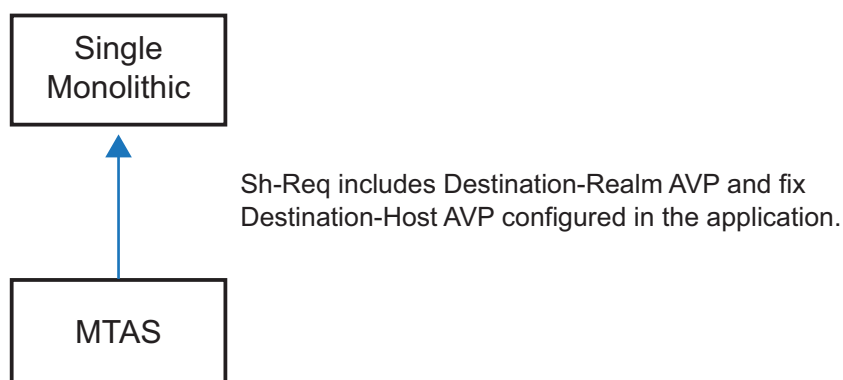 Single
Monolithic
Sh-Req includes Destination-Realm AVP and fix
Destination-Host AVP configured in the application.
MTAS